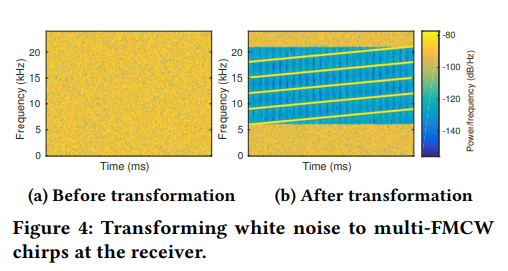 20
15
10
5
0
Frequency (kHz)
Time (ms)
20
15
10
5
0
Frequency (kHz)
Time (ms)
-80
-100
-120
-140
Power/frequency (dB/Hz)
(a) Before transformation
(b) After transformation
Figure 4: Transforming white noise to multi-FMCW
chirps at the receiver.